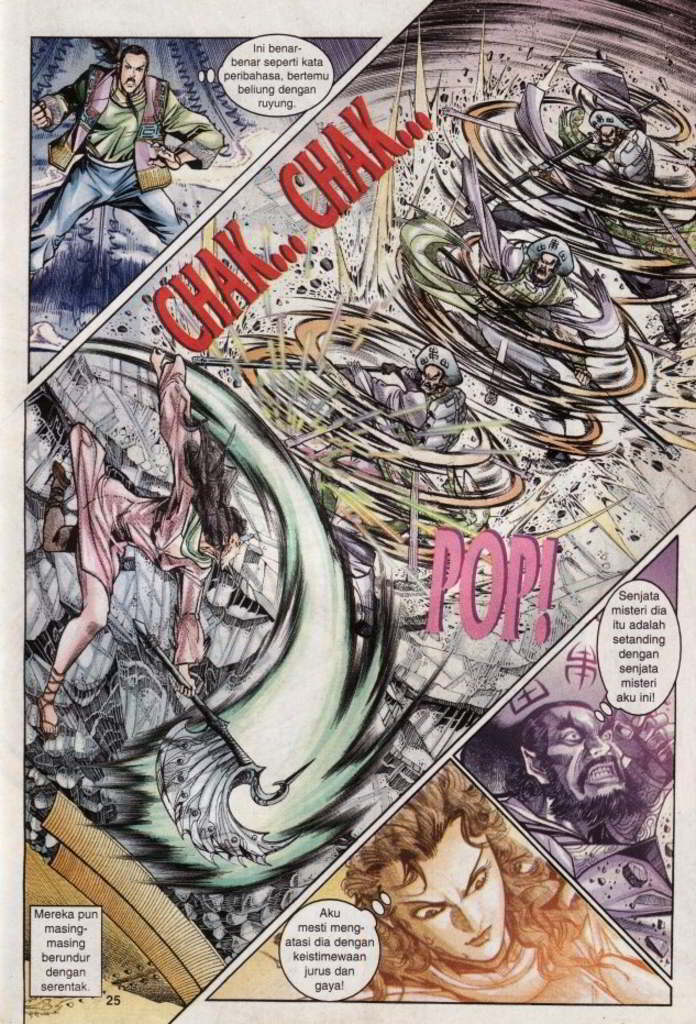 Ini benar-
benar seperti kata
peribahasa, bertemu
beliung dengan
ruyung.
CHAK... CHAK...
POP!
Senjata
misteri dia
itu adalah
setanding
dengan
senjata
misteri
aku ini!
Aku
mesti meng-
atasi dia dengan
keistimewaan
jurus dan
gaya!
Mereka pun
masing-
masing
berundur
dengan
serentak.
25